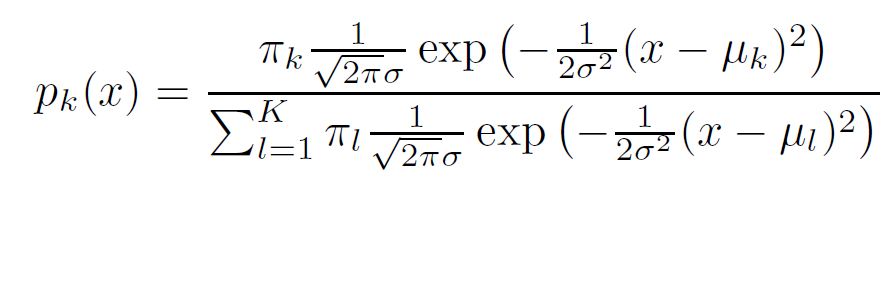 p_k(x) = \frac{\pi_k \frac{1}{\sqrt{2\pi}\sigma} \exp\left(-\frac{1}{2\sigma^2}(x - \mu_k)^2\right)}{\sum_{l=1}^{K} \pi_l \frac{1}{\sqrt{2\pi}\sigma} \exp\left(-\frac{1}{2\sigma^2}(x - \mu_l)^2\right)}